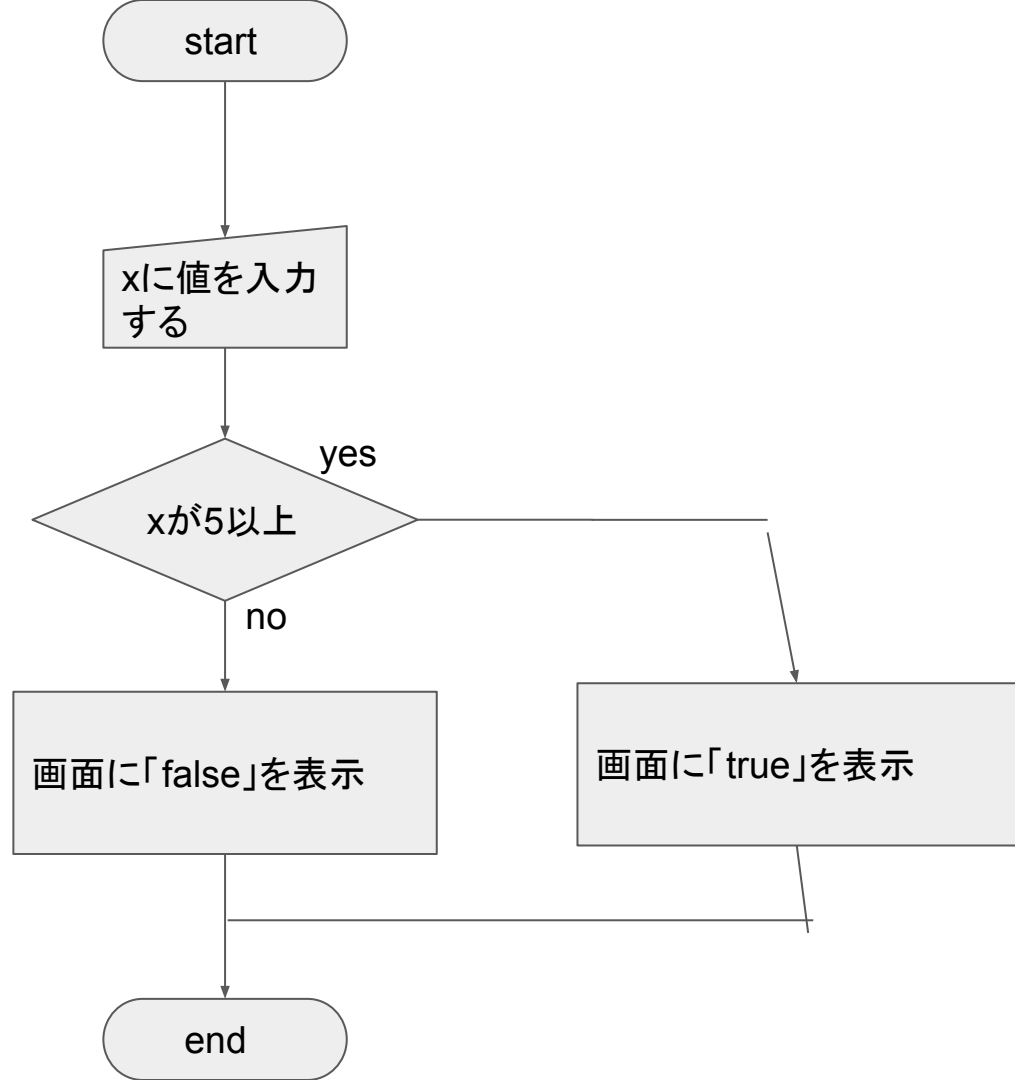 start
xに値を入力
する
yes
xが5以上
no
画面に「false」を表示
画面に「true」を表示
end